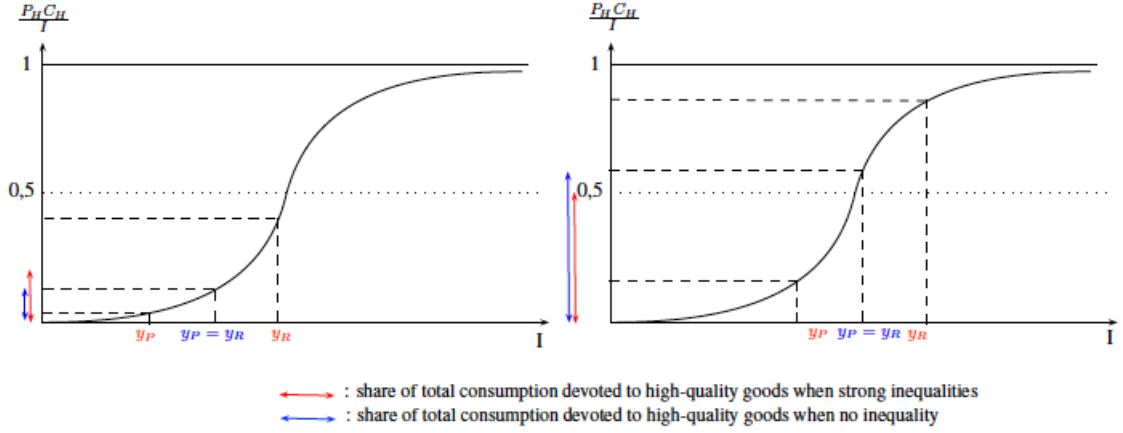 P_H C_H / I
1
0,5
y_P y_P = y_R y_R
I
P_H C_H / I
1
0,5
y_P y_P = y_R y_R
I
: share of total consumption devoted to high-quality goods when strong inequalities
: share of total consumption devoted to high-quality goods when no inequality